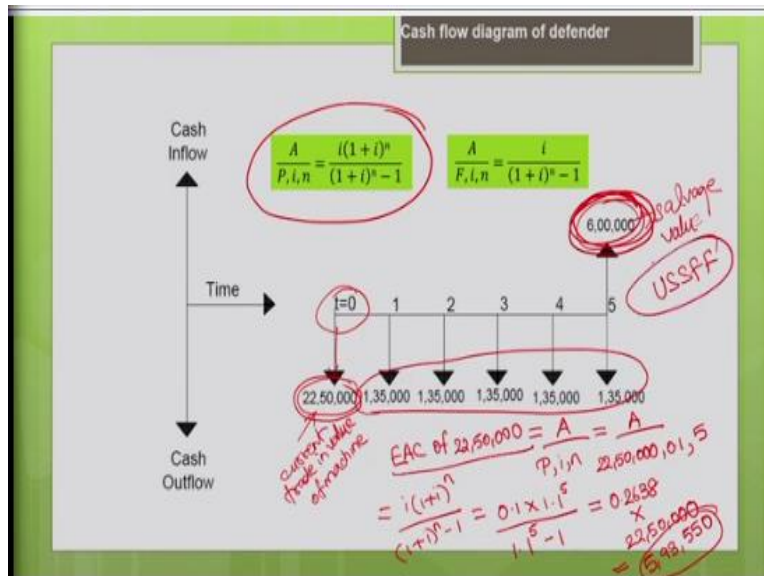 Cash flow diagram of defender
Cash
Inflow
A/P,i,n = i(1+i)^n/(1+i)^n − 1
A/F,i,n = i/(1+i)^n − 1
6,00,000
salvage
value
USSFF
Time
t=0 1 2 3 4 5
22,50,000 1,35,000 1,35,000 1,35,000 1,35,000 1,35,000
Cash
Outflow
current
trade in value
of machine
EAC of 22,50,000 = A/P,i,n = A/22,50,000,01,5
= i(1+i)^n/(1+i)^n-1 = 0.1×1.1^5/1.1^5-1 = 0.2638
×
22,50,000
= 5,93,550